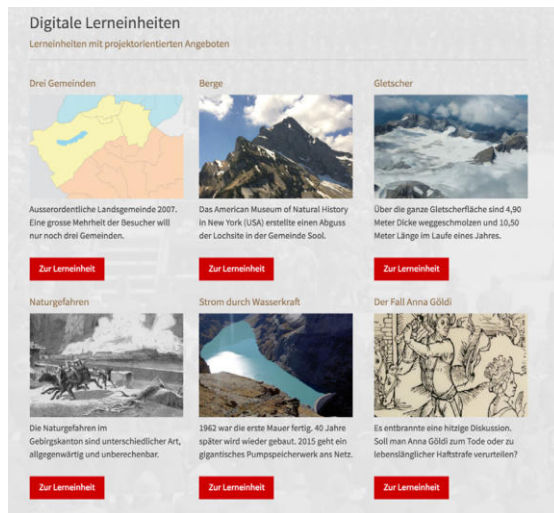 Digitale Lerneinheiten
Lerneinheiten mit projektorientierten Angeboten
Drei Gemeinden
Ausserordentliche Landsgemeinde 2007.
Eine grosse Mehrheit der Besucher will
nur noch drei Gemeinden.
Zur Lerneinheit
Berge
Das American Museum of Natural History
in New York (USA) erstellte einen Abguss
der Lochsite in der Gemeinde Sool.
Zur Lerneinheit
Gletscher
Über die ganze Gletscherfläche sind 4,90
Meter Dicke weggeschmolzen und 10,50
Meter Länge im Laufe eines Jahres.
Zur Lerneinheit
Naturgefahren
Die Naturgefahren im
Gebirgskanton sind unterschiedlicher Art,
allgegenwärtig und unberechenbar.
Zur Lerneinheit
Strom durch Wasserkraft
1962 war die erste Mauer fertig. 40 Jahre
später wird wieder gebaut. 2015 geht ein
gigantisches Pumpspeicherwerk ans Netz.
Zur Lerneinheit
Der Fall Anna Göldi
Es entbrannte eine hitzige Diskussion.
Soll man Anna Göldi zum Tode oder zu
lebenslänglicher Haftstrafe verurteilen?
Zur Lerneinheit